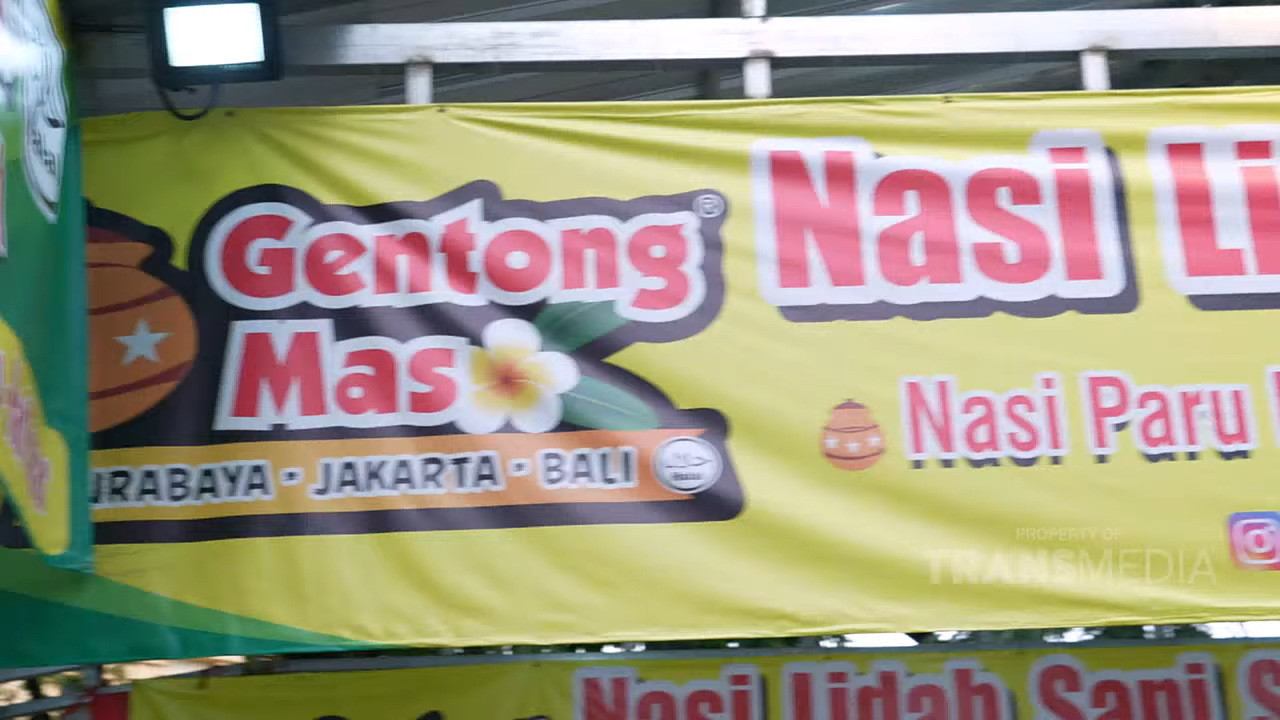 Gentong®
Mas
URABAYA • JAKARTA • BALI
Nasi Li
Nasi Paru
PROPERTY OF
TRANSMEDIA
Nasi Lidah Sapi S